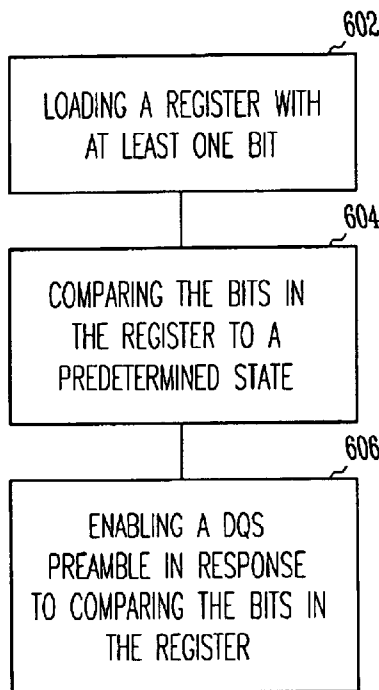 602
LOADING A REGISTER WITH
AT LEAST ONE BIT
604
COMPARING THE BITS IN
THE REGISTER TO A
PREDETERMINED STATE
606
ENABLING A DQS
PREAMBLE IN RESPONSE
TO COMPARING THE BITS IN
THE REGISTER